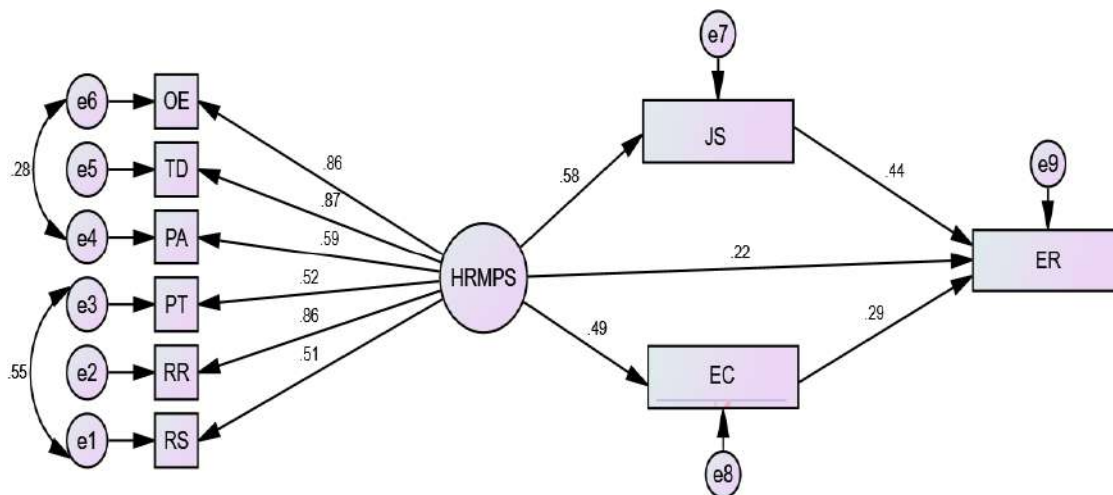 e7
e6
OE
JS
e9
.28
e5
TD
.86
.58
.44
.87
e4
PA
.59
HRMPS
.22
ER
e3
PT
.52
.86
.49
.29
.55
e2
RR
.51
EC
e1
RS
e8